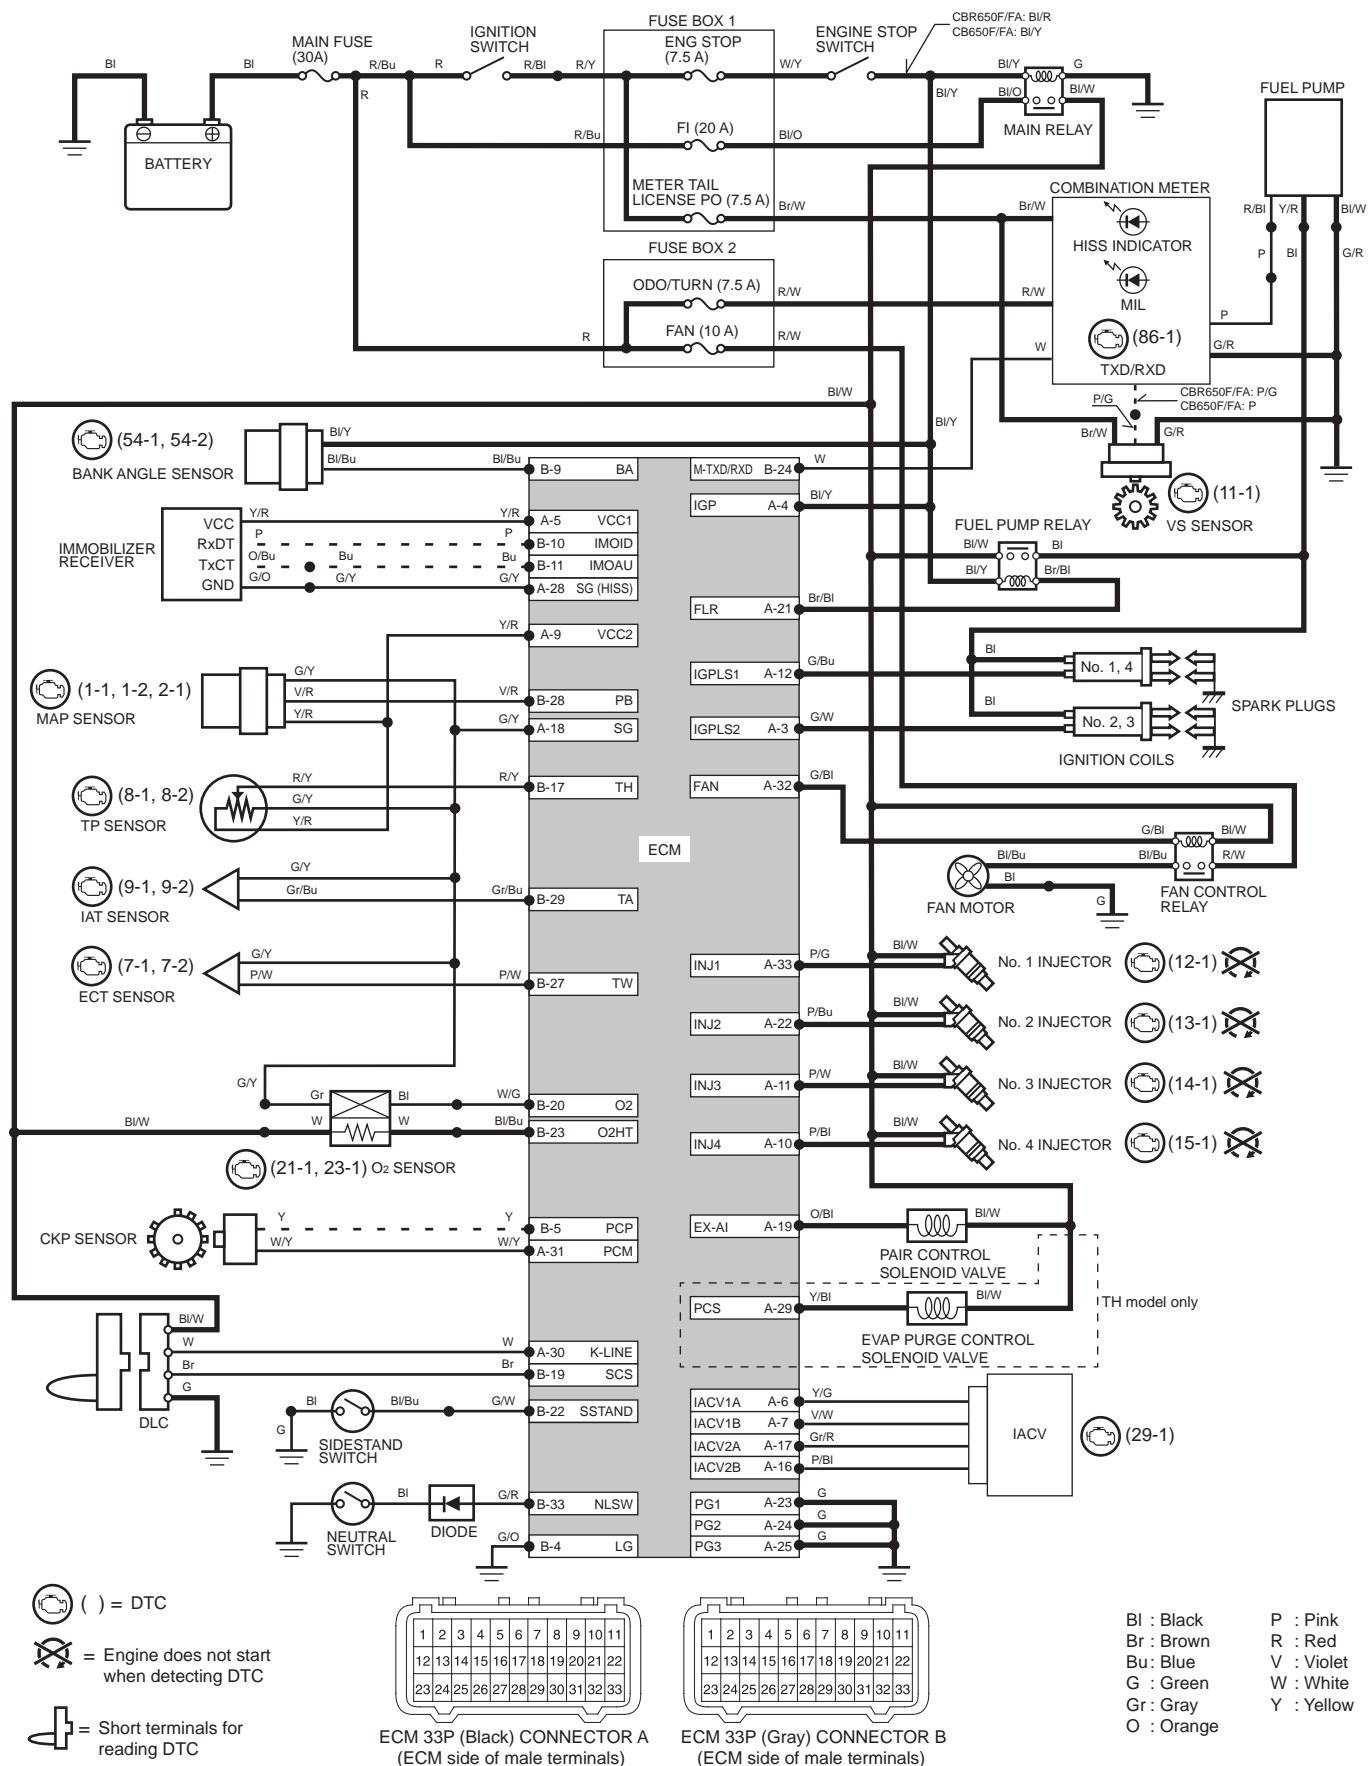 CBR650F/FA: Bl/R
CB650F/FA: Bl/Y
FUSE BOX 1
MAIN FUSE
(30A)
IGNITION
SWITCH
ENG STOP
(7.5 A)
ENGINE STOP
SWITCH
Bl
Bl
R/Bu
R
R/Bl
R/Y
W/Y
Bl/Y
G
R
Bl/Y
Bl/O
Bl/W
FUEL PUMP
MAIN RELAY
BATTERY
R/Bu
FI (20 A)
Bl/O
METER TAIL
LICENSE PO (7.5 A)
Br/W
Br/W
COMBINATION METER
R/Bl
Y/R
Bl/W
HISS INDICATOR
FUSE BOX 2
P
Bl
G/R
ODO/TURN (7.5 A)
R/W
R/W
MIL
R
FAN (10 A)
R/W
W
P
(86-1)
G/R
TXD/RXD
Bl/W
CBR650F/FA: P/G
CB650F/FA: P
P/G
Bl/Y
Br/W
G/R
(54-1, 54-2)
BANK ANGLE SENSOR
Bl/Y
Bl/Bu
Bl/Bu
B-9 BA
M-TXD/RXD B-24
W
IGP A-4
Bl/Y
(11-1)
VS SENSOR
IMMOBILIZER
RECEIVER
VCC
RxDT
TxCT
GND
Y/R
P
O/Bu
G/O
Bu
G/Y
Y/R
P
Bu
G/Y
A-5 VCC1
B-10 IMOID
B-11 IMOAU
A-28 SG (HISS)
FUEL PUMP RELAY
Bl/W
Bl
Bl/Y
Br/Bl
FLR A-21
Br/Bl
Y/R
A-9 VCC2
(1-1, 1-2, 2-1)
MAP SENSOR
G/Y
V/R
Y/R
V/R
G/Y
B-28 PB
A-18 SG
IGPLS1 A-12
G/Bu
Bl
No. 1, 4
SPARK PLUGS
IGPLS2 A-3
G/W
Bl
No. 2, 3
IGNITION COILS
(8-1, 8-2)
TP SENSOR
R/Y
G/Y
Y/R
R/Y
B-17 TH
FAN A-32
G/Bl
ECM
G/Bl
Bl/W
Bl/Bu
Bl/Bu
R/W
Bl
FAN MOTOR
G
FAN CONTROL
RELAY
(9-1, 9-2)
IAT SENSOR
G/Y
Gr/Bu
Gr/Bu
B-29 TA
(7-1, 7-2)
ECT SENSOR
G/Y
P/W
P/W
B-27 TW
INJ1 A-33
P/G
Bl/W
No. 1 INJECTOR
(12-1)
INJ2 A-22
P/Bu
Bl/W
No. 2 INJECTOR
(13-1)
INJ3 A-11
P/W
Bl/W
No. 3 INJECTOR
(14-1)
INJ4 A-10
P/Bl
Bl/W
No. 4 INJECTOR
(15-1)
G/Y
Gr
Bl
W/G
B-20 O2
Bl/W
W
W
Bl/Bu
B-23 O2HT
(21-1, 23-1) O2 SENSOR
CKP SENSOR
Y
W/Y
Y
W/Y
B-5 PCP
A-31 PCM
EX-AI A-19
O/Bl
Bl/W
PAIR CONTROL
SOLENOID VALVE
PCS A-29
Y/Bl
Bl/W
TH model only
EVAP PURGE CONTROL
SOLENOID VALVE
Bl/W
W
Br
G
DLC
W
Br
A-30 K-LINE
B-19 SCS
Bl
Bl/Bu
G/W
B-22 SSTAND
G
SIDESTAND
SWITCH
IACV1A A-6
IACV1B A-7
IACV2A A-17
IACV2B A-16
Y/G
V/W
Gr/R
P/Bl
IACV
(29-1)
NEUTRAL
SWITCH
Bl
DIODE
G/R
B-33 NLSW
G/O
B-4 LG
PG1 A-23
PG2 A-24
PG3 A-25
G
G
G
( ) = DTC
= Engine does not start
when detecting DTC
= Short terminals for
reading DTC
1 2 3 4 5 6 7 8 9 10 11
12 13 14 15 16 17 18 19 20 21 22
23 24 25 26 27 28 29 30 31 32 33
ECM 33P (Black) CONNECTOR A
(ECM side of male terminals)
1 2 3 4 5 6 7 8 9 10 11
12 13 14 15 16 17 18 19 20 21 22
23 24 25 26 27 28 29 30 31 32 33
ECM 33P (Gray) CONNECTOR B
(ECM side of male terminals)
Bl : Black
Br : Brown
Bu : Blue
G : Green
Gr : Gray
O : Orange
P : Pink
R : Red
V : Violet
W : White
Y : Yellow